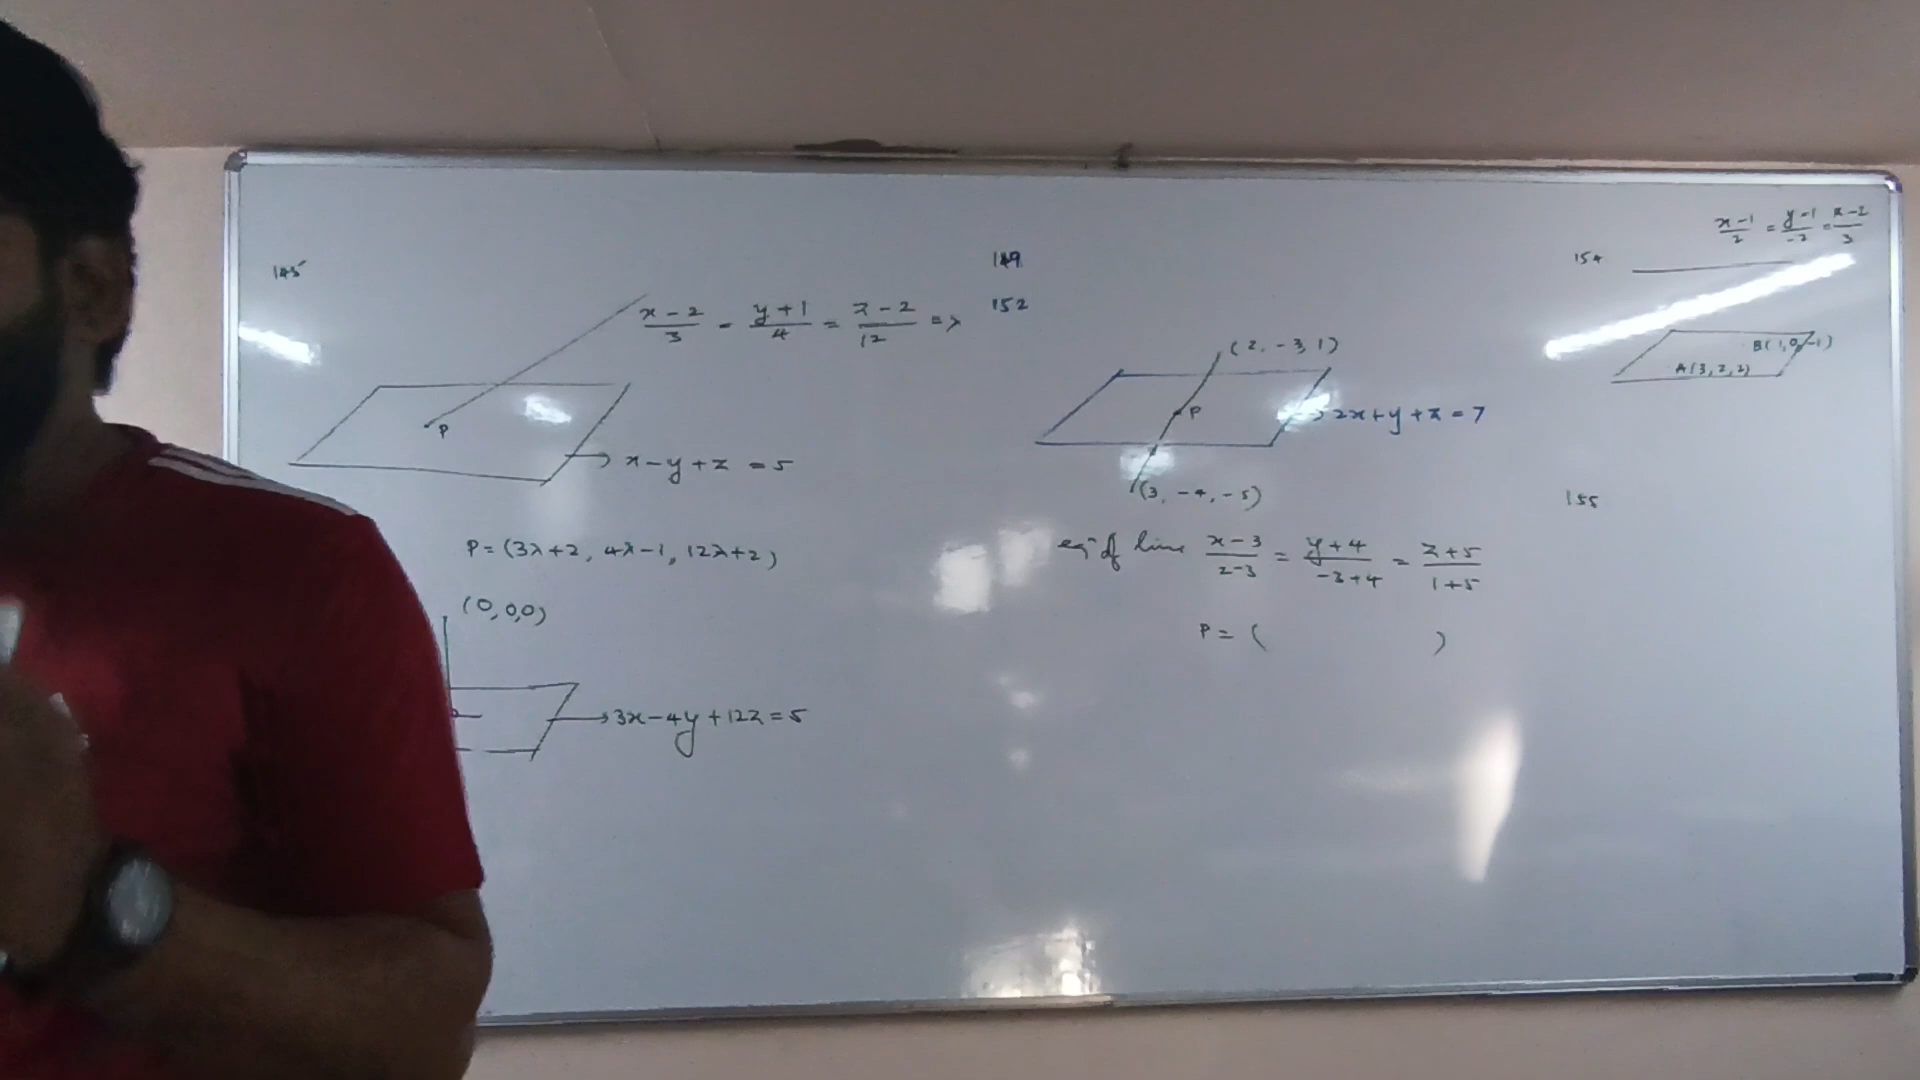 145
x-2/3 = y+1/4 = z-2/12 = λ
P
x-y+z = 5
P = (3λ+2, 4λ-1, 12λ+2)
(0,0,0)
3x-4y+12z = 5
149
152
(2, -3, 1)
P
2x+y+z = 7
(3, -4, -5)
eqn of line x-3/2-3 = y+4/-3+4 = z+5/1+5
P = ( )
154
x-1/2 = y-1/-2 = z-2/3
B(1,0,-1)
A(3,2,2)
155